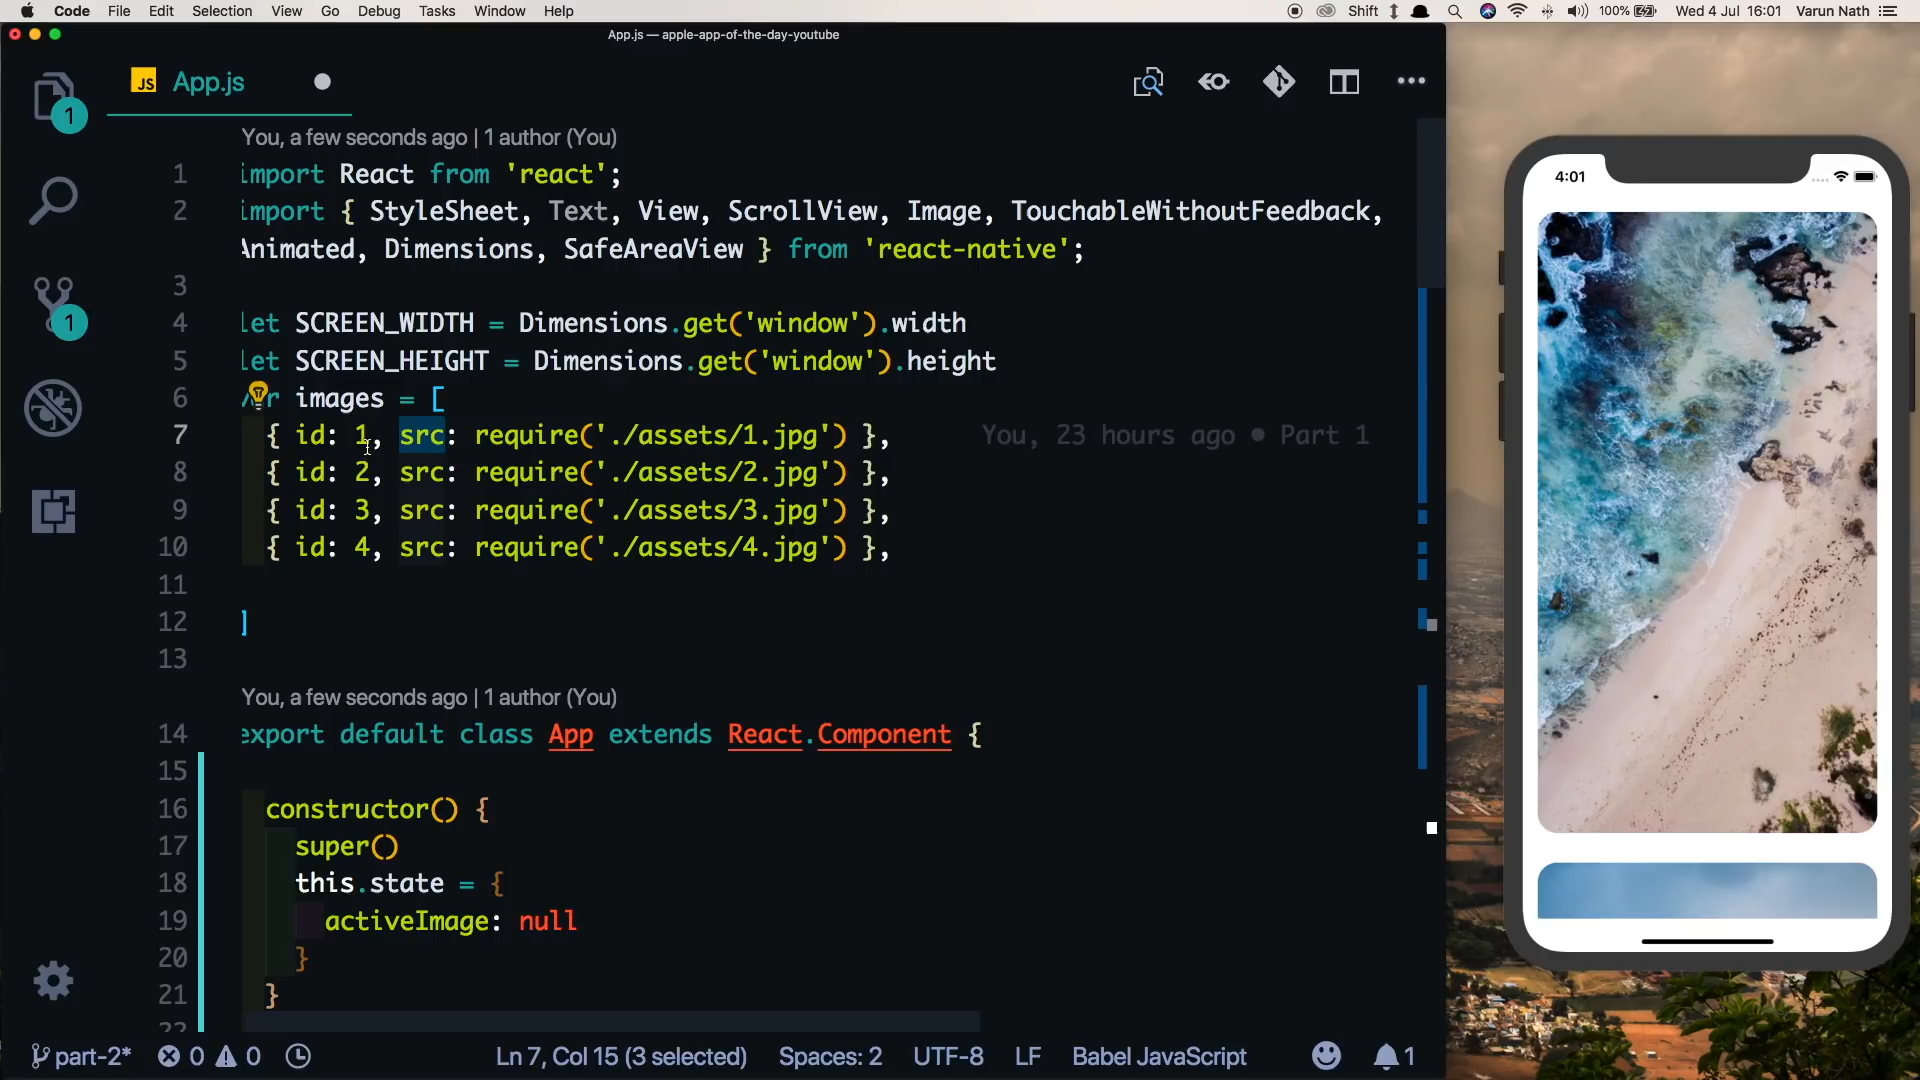 Code File Edit Selection View Go Debug Tasks Window Help Shift 100% Wed 4 Jul 16:01 Varun Nath
App.js — apple-app-of-the-day-youtube
JS App.js
1
You, a few seconds ago | 1 author (You)
1 import React from 'react';
2 import { StyleSheet, Text, View, ScrollView, Image, TouchableWithoutFeedback,
Animated, Dimensions, SafeAreaView } from 'react-native';
3
4 let SCREEN_WIDTH = Dimensions.get('window').width
1
5 let SCREEN_HEIGHT = Dimensions.get('window').height
6 var images = [
7 { id: 1, src: require('./assets/1.jpg') }, You, 23 hours ago • Part 1
8 { id: 2, src: require('./assets/2.jpg') },
9 { id: 3, src: require('./assets/3.jpg') },
10 { id: 4, src: require('./assets/4.jpg') },
11
12 ]
13
You, a few seconds ago | 1 author (You)
14 export default class App extends React.Component {
15
16 constructor() {
17 super()
18 this.state = {
19 activeImage: null
20 }
21 }
22
part-2* 0 0 Ln 7, Col 15 (3 selected) Spaces: 2 UTF-8 LF Babel JavaScript 1
4:01